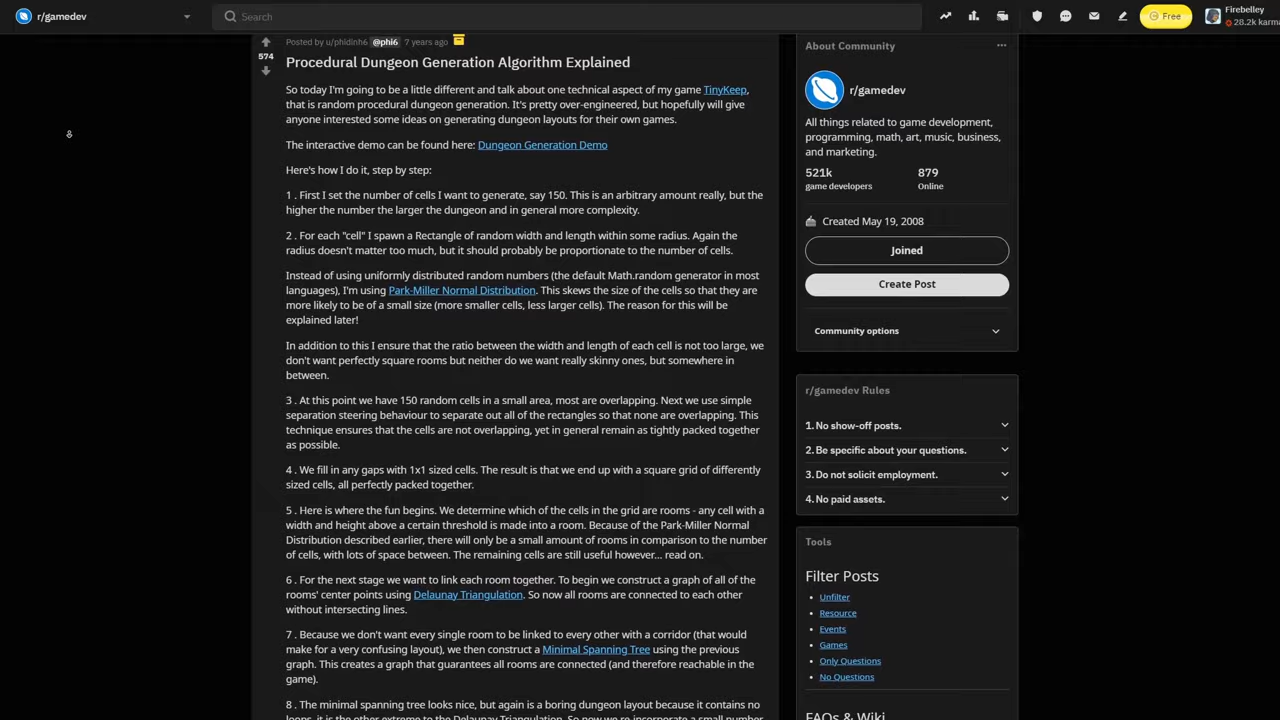 r/gamedev
Search
Free
Firebelley
28.2k karma
Posted by u/phidinh6 @phi6 7 years ago
574
Procedural Dungeon Generation Algorithm Explained
So today I'm going to be a little different and talk about one technical aspect of my game TinyKeep,
that is random procedural dungeon generation. It's pretty over-engineered, but hopefully will give
anyone interested some ideas on generating dungeon layouts for their own games.
The interactive demo can be found here: Dungeon Generation Demo
Here's how I do it, step by step:
1 . First I set the number of cells I want to generate, say 150. This is an arbitrary amount really, but the
higher the number the larger the dungeon and in general more complexity.
2 . For each "cell" I spawn a Rectangle of random width and length within some radius. Again the
radius doesn't matter too much, but it should probably be proportionate to the number of cells.
Instead of using uniformly distributed random numbers (the default Math.random generator in most
languages), I'm using Park-Miller Normal Distribution. This skews the size of the cells so that they are
more likely to be of a small size (more smaller cells, less larger cells). The reason for this will be
explained later!
In addition to this I ensure that the ratio between the width and length of each cell is not too large, we
don't want perfectly square rooms but neither do we want really skinny ones, but somewhere in
between.
3 . At this point we have 150 random cells in a small area, most are overlapping. Next we use simple
separation steering behaviour to separate out all of the rectangles so that none are overlapping. This
technique ensures that the cells are not overlapping, yet in general remain as tightly packed together
as possible.
4 . We fill in any gaps with 1x1 sized cells. The result is that we end up with a square grid of differently
sized cells, all perfectly packed together.
5 . Here is where the fun begins. We determine which of the cells in the grid are rooms - any cell with a
width and height above a certain threshold is made into a room. Because of the Park-Miller Normal
Distribution described earlier, there will only be a small amount of rooms in comparison to the number
of cells, with lots of space between. The remaining cells are still useful however... read on.
6 . For the next stage we want to link each room together. To begin we construct a graph of all of the
rooms' center points using Delaunay Triangulation. So now all rooms are connected to each other
without intersecting lines.
7 . Because we don't want every single room to be linked to every other with a corridor (that would
make for a very confusing layout), we then construct a Minimal Spanning Tree using the previous
graph. This creates a graph that guarantees all rooms are connected (and therefore reachable in the
game).
8 . The minimal spanning tree looks nice, but again is a boring dungeon layout because it contains no
loops, it is the other extreme to the Delaunay Triangulation. So now we re-incorporate a small number
About Community
r/gamedev
All things related to game development,
programming, math, art, music, business,
and marketing.
521k
879
game developers
Online
Created May 19, 2008
Joined
Create Post
Community options
r/gamedev Rules
1. No show-off posts.
2. Be specific about your questions.
3. Do not solicit employment.
4. No paid assets.
Tools
Filter Posts
Unfilter
Resource
Events
Games
Only Questions
No Questions
FAQs & Wiki